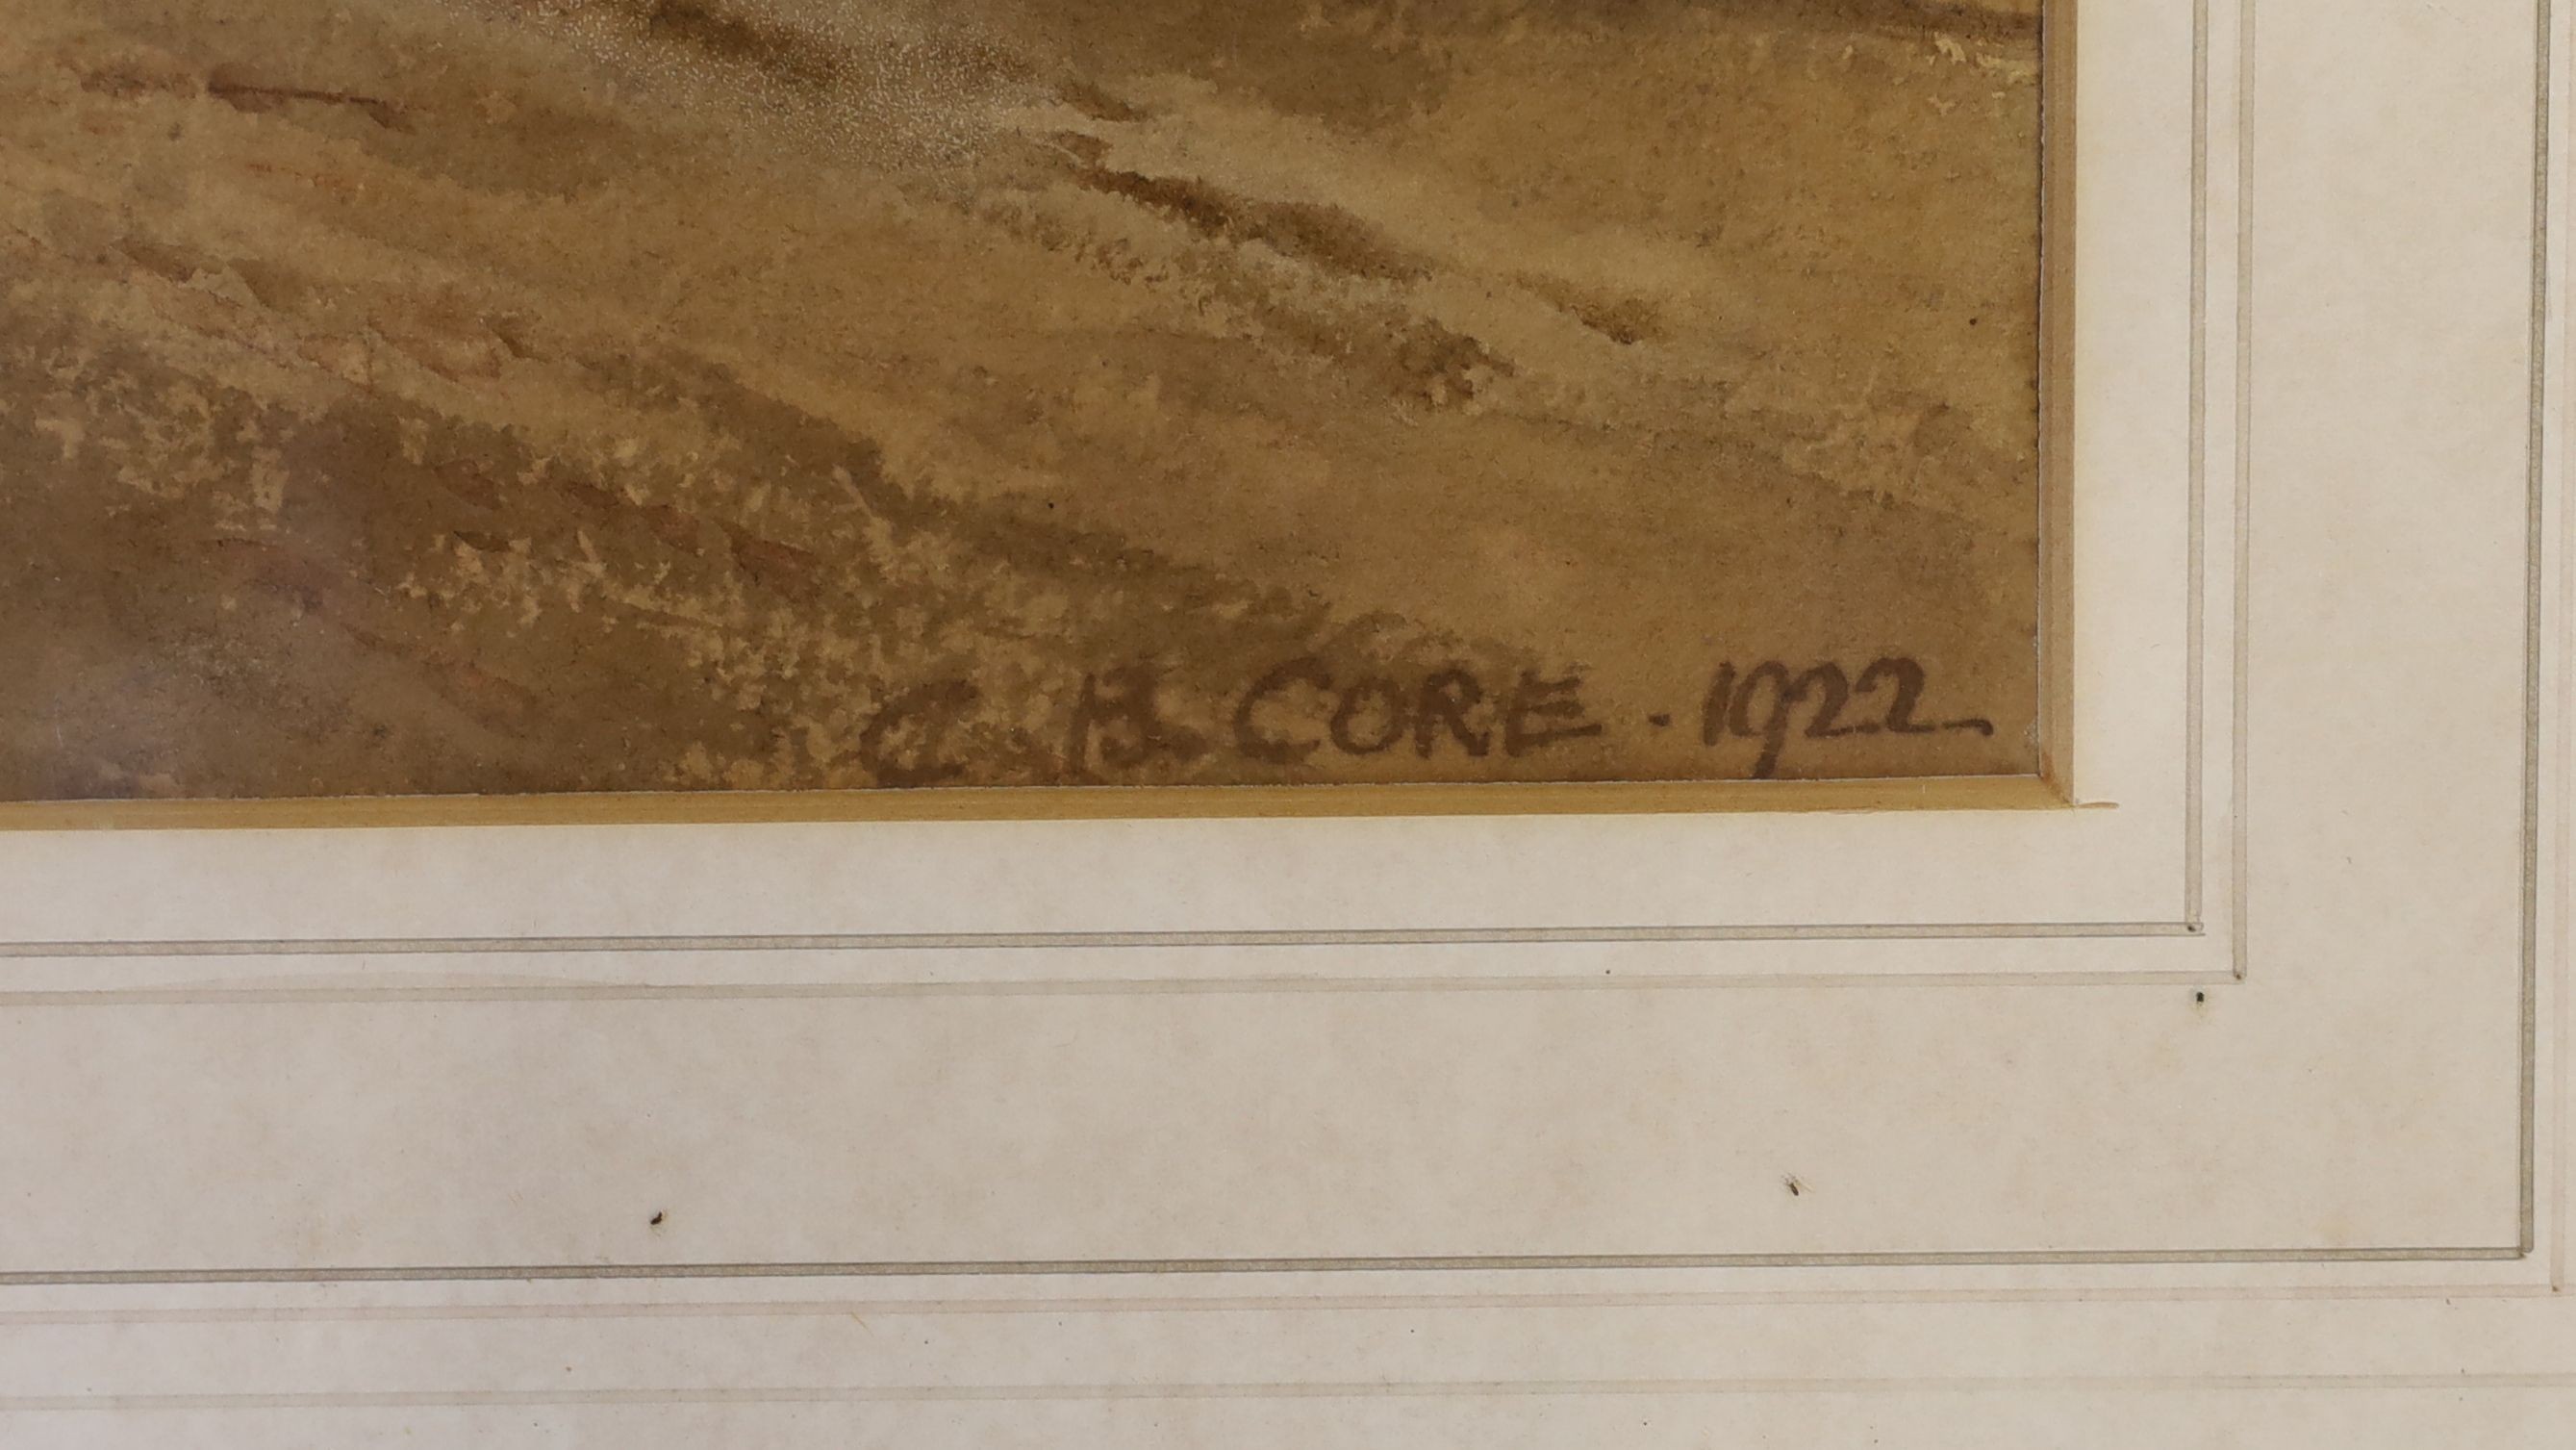 C. B. CORE . 1922